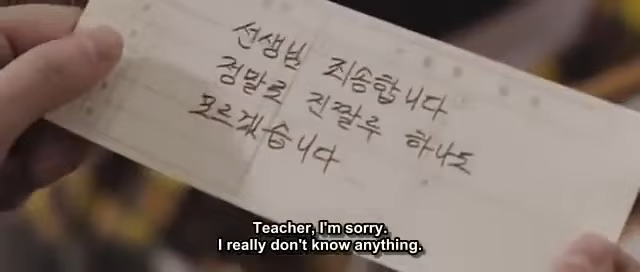 선생님 죄송합니다
정말로 진짤루 하나도
모르겠습니다
Teacher, I'm sorry.
I really don't know anything.